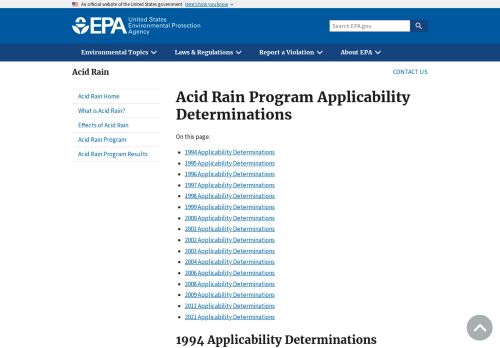 An official website of the United States government Here's how you know
EPA United States
Environmental Protection
Agency
Search EPA.gov
Environmental Topics
Laws & Regulations
Report a Violation
About EPA
Acid Rain
CONTACT US
Acid Rain Home
What is Acid Rain?
Effects of Acid Rain
Acid Rain Program
Acid Rain Program Results
Acid Rain Program Applicability
Determinations
On this page:
1994 Applicability Determinations
1995 Applicability Determinations
1996 Applicability Determinations
1997 Applicability Determinations
1998 Applicability Determinations
1999 Applicability Determinations
2000 Applicability Determinations
2001 Applicability Determinations
2002 Applicability Determinations
2003 Applicability Determinations
2004 Applicability Determinations
2006 Applicability Determinations
2008 Applicability Determinations
2009 Applicability Determinations
2011 Applicability Determinations
2021 Applicability Determinations
1994 Applicability Determinations